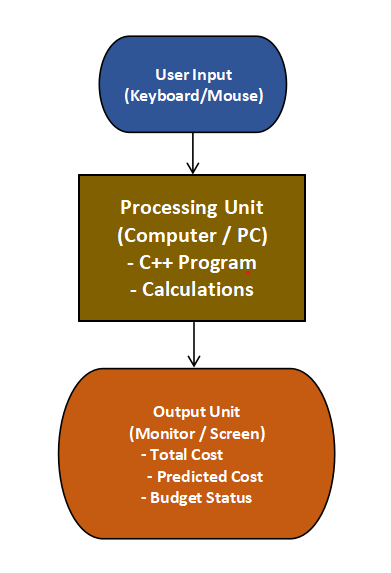 User Input
(Keyboard/Mouse)
Processing Unit
(Computer / PC)
- C++ Program
- Calculations
Output Unit
(Monitor / Screen)
- Total Cost
- Predicted Cost
- Budget Status